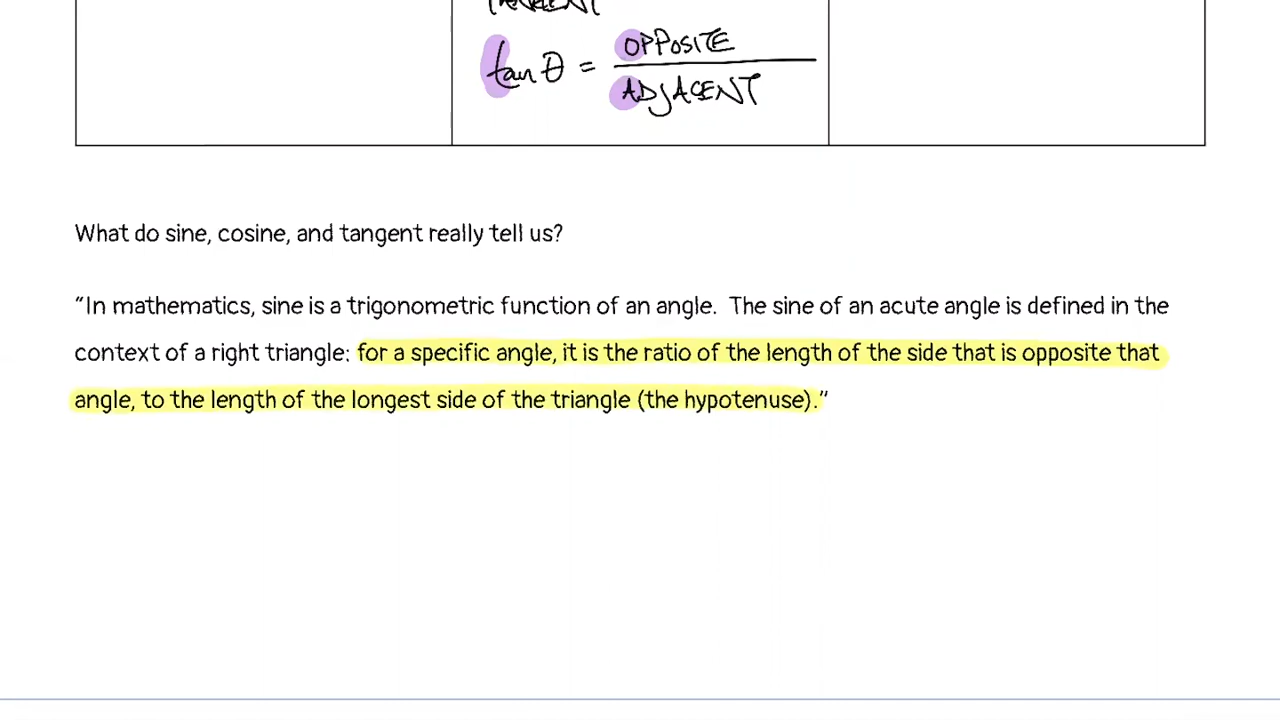 TANGENT
tan θ = OPPOSITE
ADJACENT
What do sine, cosine, and tangent really tell us?
“In mathematics, sine is a trigonometric function of an angle.  The sine of an acute angle is defined in the
context of a right triangle: for a specific angle, it is the ratio of the length of the side that is opposite that
angle, to the length of the longest side of the triangle (the hypotenuse).”